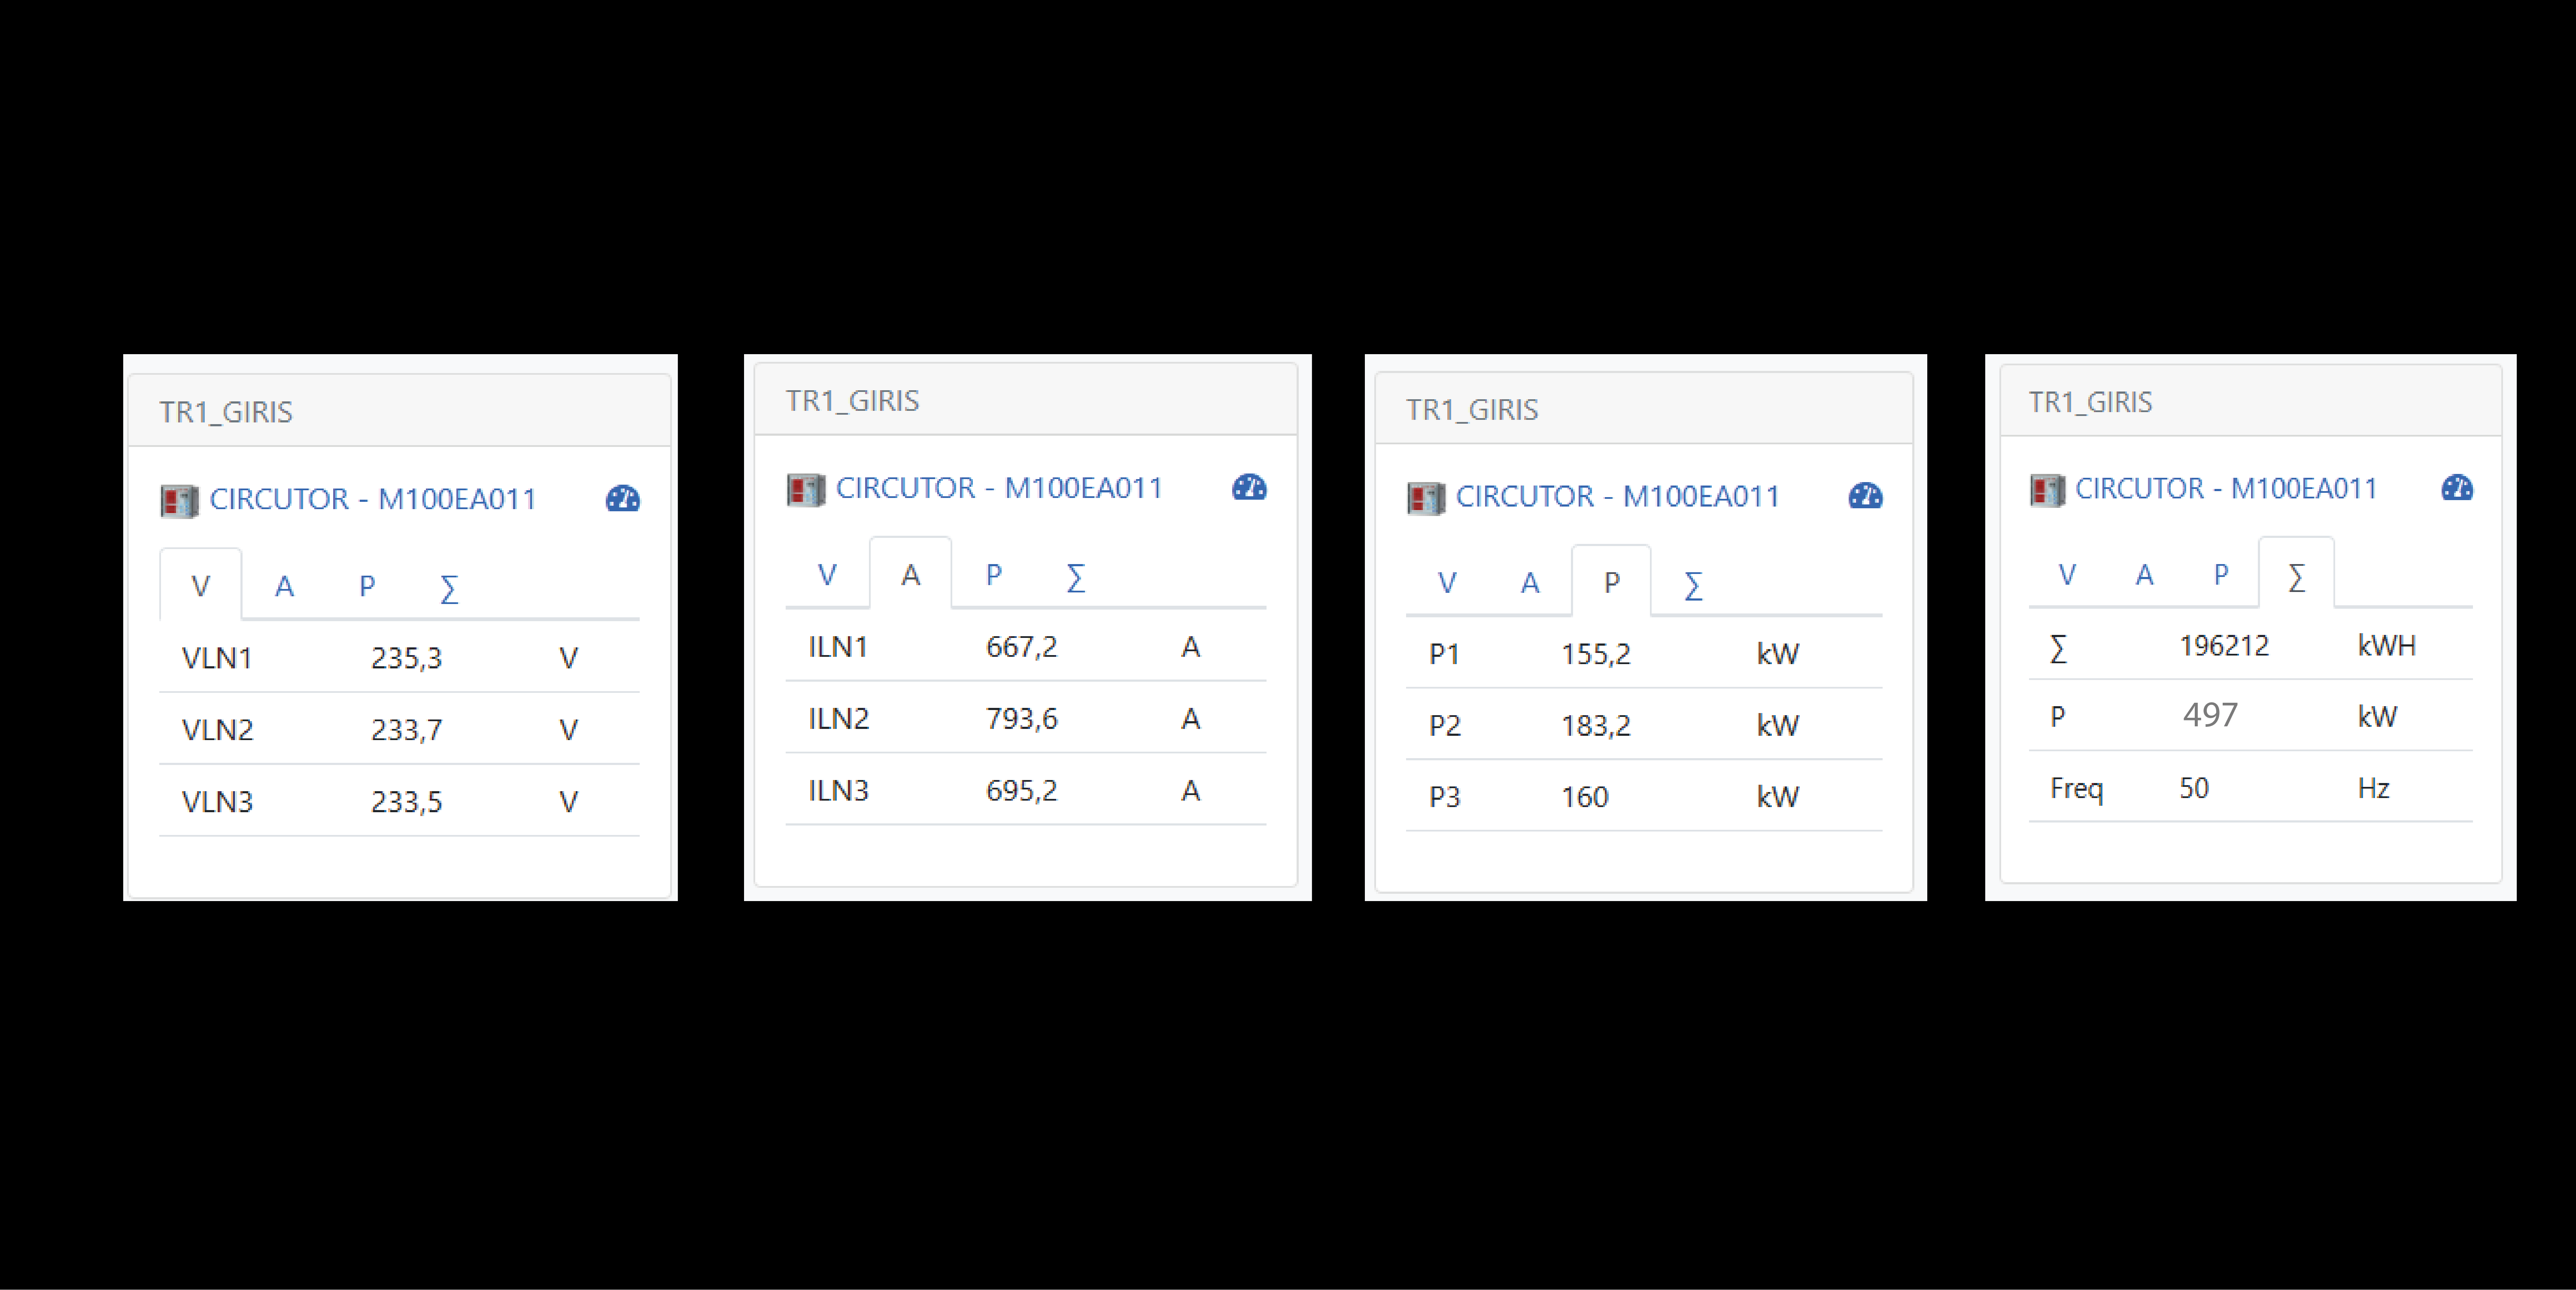 TR1_GIRIS
CIRCUTOR - M100EA011
V A P ∑
VLN1 235,3 V
VLN2 233,7 V
VLN3 233,5 V
TR1_GIRIS
CIRCUTOR - M100EA011
V A P ∑
ILN1 667,2 A
ILN2 793,6 A
ILN3 695,2 A
TR1_GIRIS
CIRCUTOR - M100EA011
V A P ∑
P1 155,2 kW
P2 183,2 kW
P3 160 kW
TR1_GIRIS
CIRCUTOR - M100EA011
V A P ∑
∑ 196212 kWH
P 497 kW
Freq 50 Hz